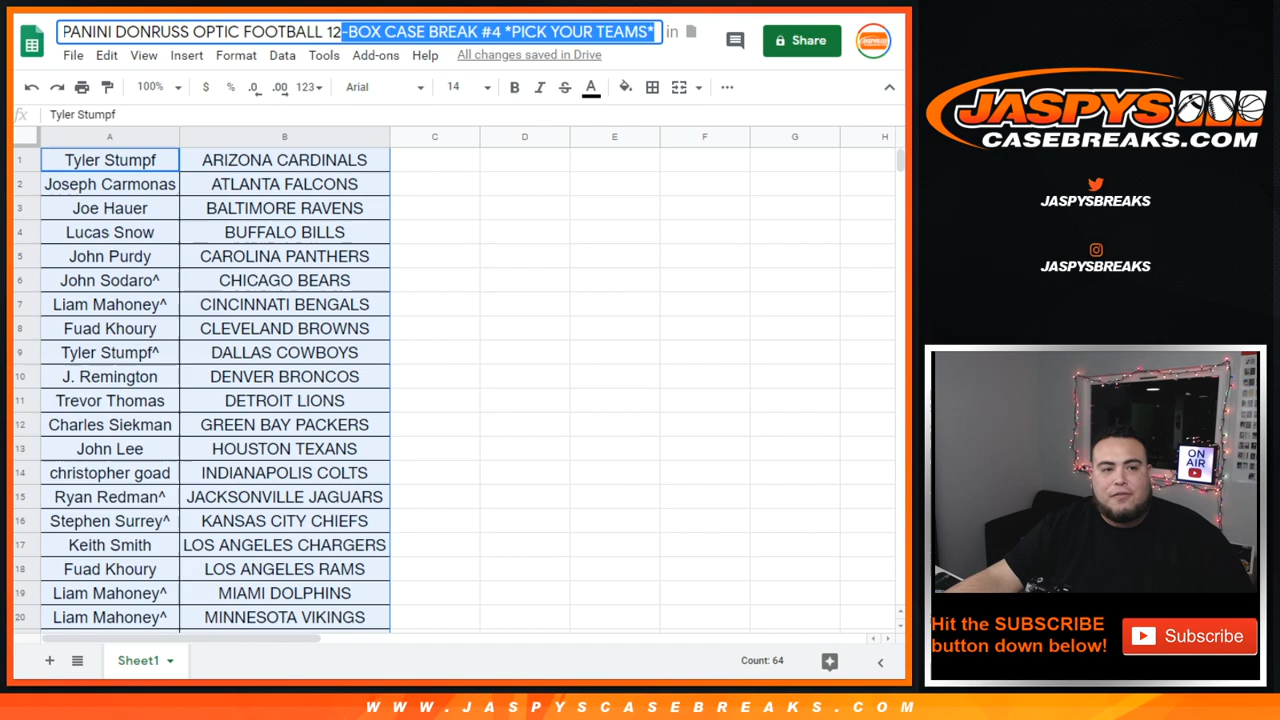 PANINI DONRUSS OPTIC FOOTBALL 12-BOX CASE BREAK #4 *PICK YOUR TEAMS* in
Share
File Edit View Insert Format Data Tools Add-ons Help All changes saved in Drive
100% $ % .0 .00 123 Arial 14 B I S A
fx Tyler Stumpf
A B C D E F G H
1 Tyler Stumpf ARIZONA CARDINALS
2 Joseph Carmonas ATLANTA FALCONS
3 Joe Hauer BALTIMORE RAVENS
4 Lucas Snow BUFFALO BILLS
5 John Purdy CAROLINA PANTHERS
6 John Sodaro^ CHICAGO BEARS
7 Liam Mahoney^ CINCINNATI BENGALS
8 Fuad Khoury CLEVELAND BROWNS
9 Tyler Stumpf^ DALLAS COWBOYS
10 J. Remington DENVER BRONCOS
11 Trevor Thomas DETROIT LIONS
12 Charles Siekman GREEN BAY PACKERS
13 John Lee HOUSTON TEXANS
14 christopher goad INDIANAPOLIS COLTS
15 Ryan Redman^ JACKSONVILLE JAGUARS
16 Stephen Surrey^ KANSAS CITY CHIEFS
17 Keith Smith LOS ANGELES CHARGERS
18 Fuad Khoury LOS ANGELES RAMS
19 Liam Mahoney^ MIAMI DOLPHINS
20 Liam Mahoney^ MINNESOTA VIKINGS
Sheet1
Count: 64
JASPYS
CASEBREAKS.COM
JASPYSBREAKS
JASPYSBREAKS
ON
AIR
Hit the SUBSCRIBE
button down below!
Subscribe
WWW.JASPYSCASEBREAKS.COM